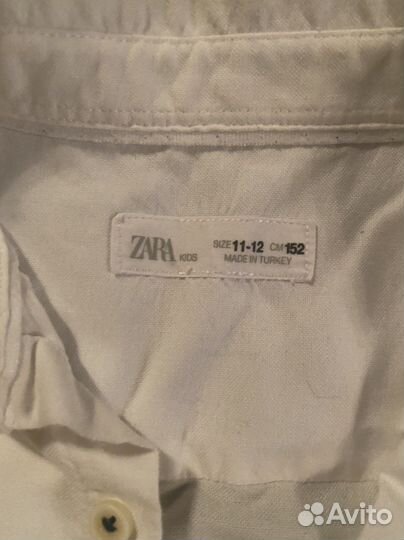 ZARA KIDS SIZE 11-12 CM 152
MADE IN TURKEY
Avito